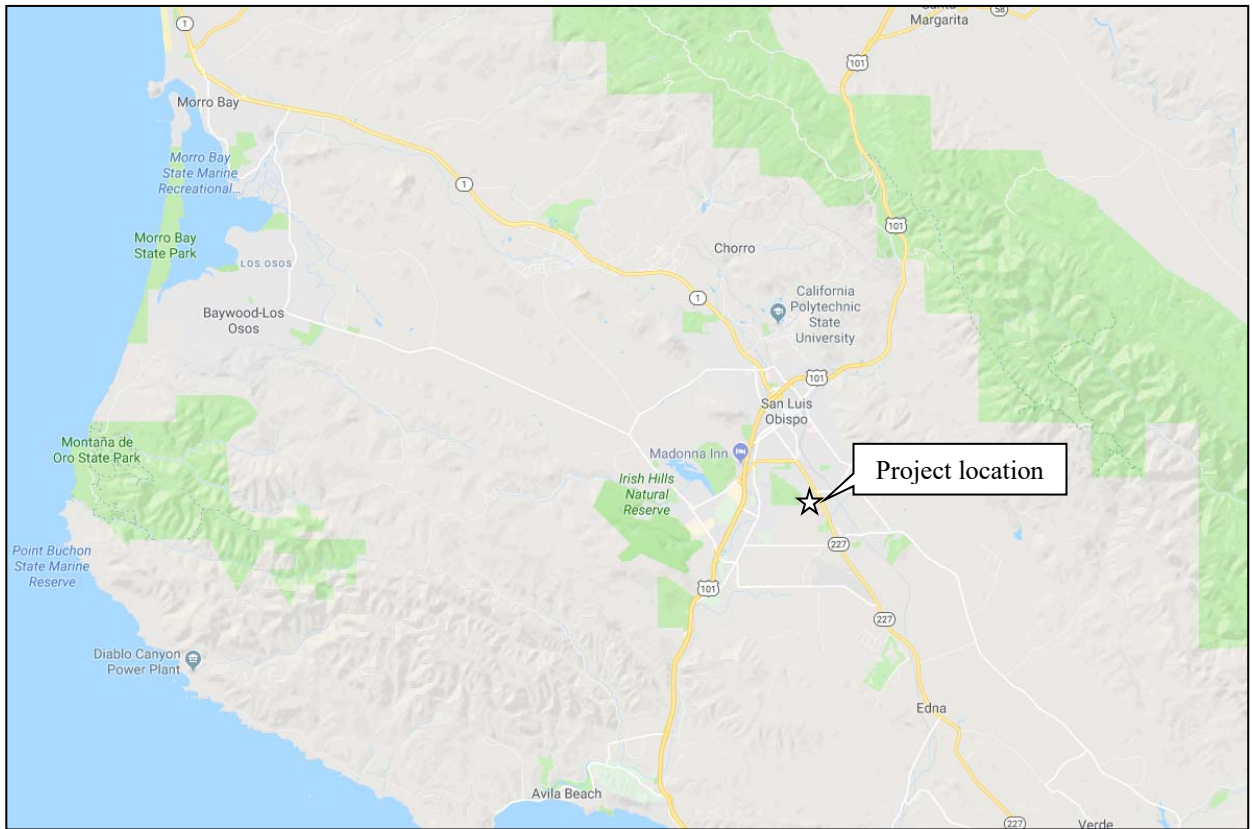 1
Santa
Margarita
58
101
Morro Bay
Morro Bay
State Marine
Recreational...
1
101
Morro Bay
State Park
LOS OSOS
Chorro
California
Polytechnic
State
University
1
Baywood-Los
Osos
101
San Luis
Obispo
Montaña de
Oro State Park
Madonna Inn
Project location
Irish Hills
Natural
Reserve
227
Point Buchon
State Marine
Reserve
101
227
Diablo Canyon
Power Plant
Edna
Avila Beach
227
Verde